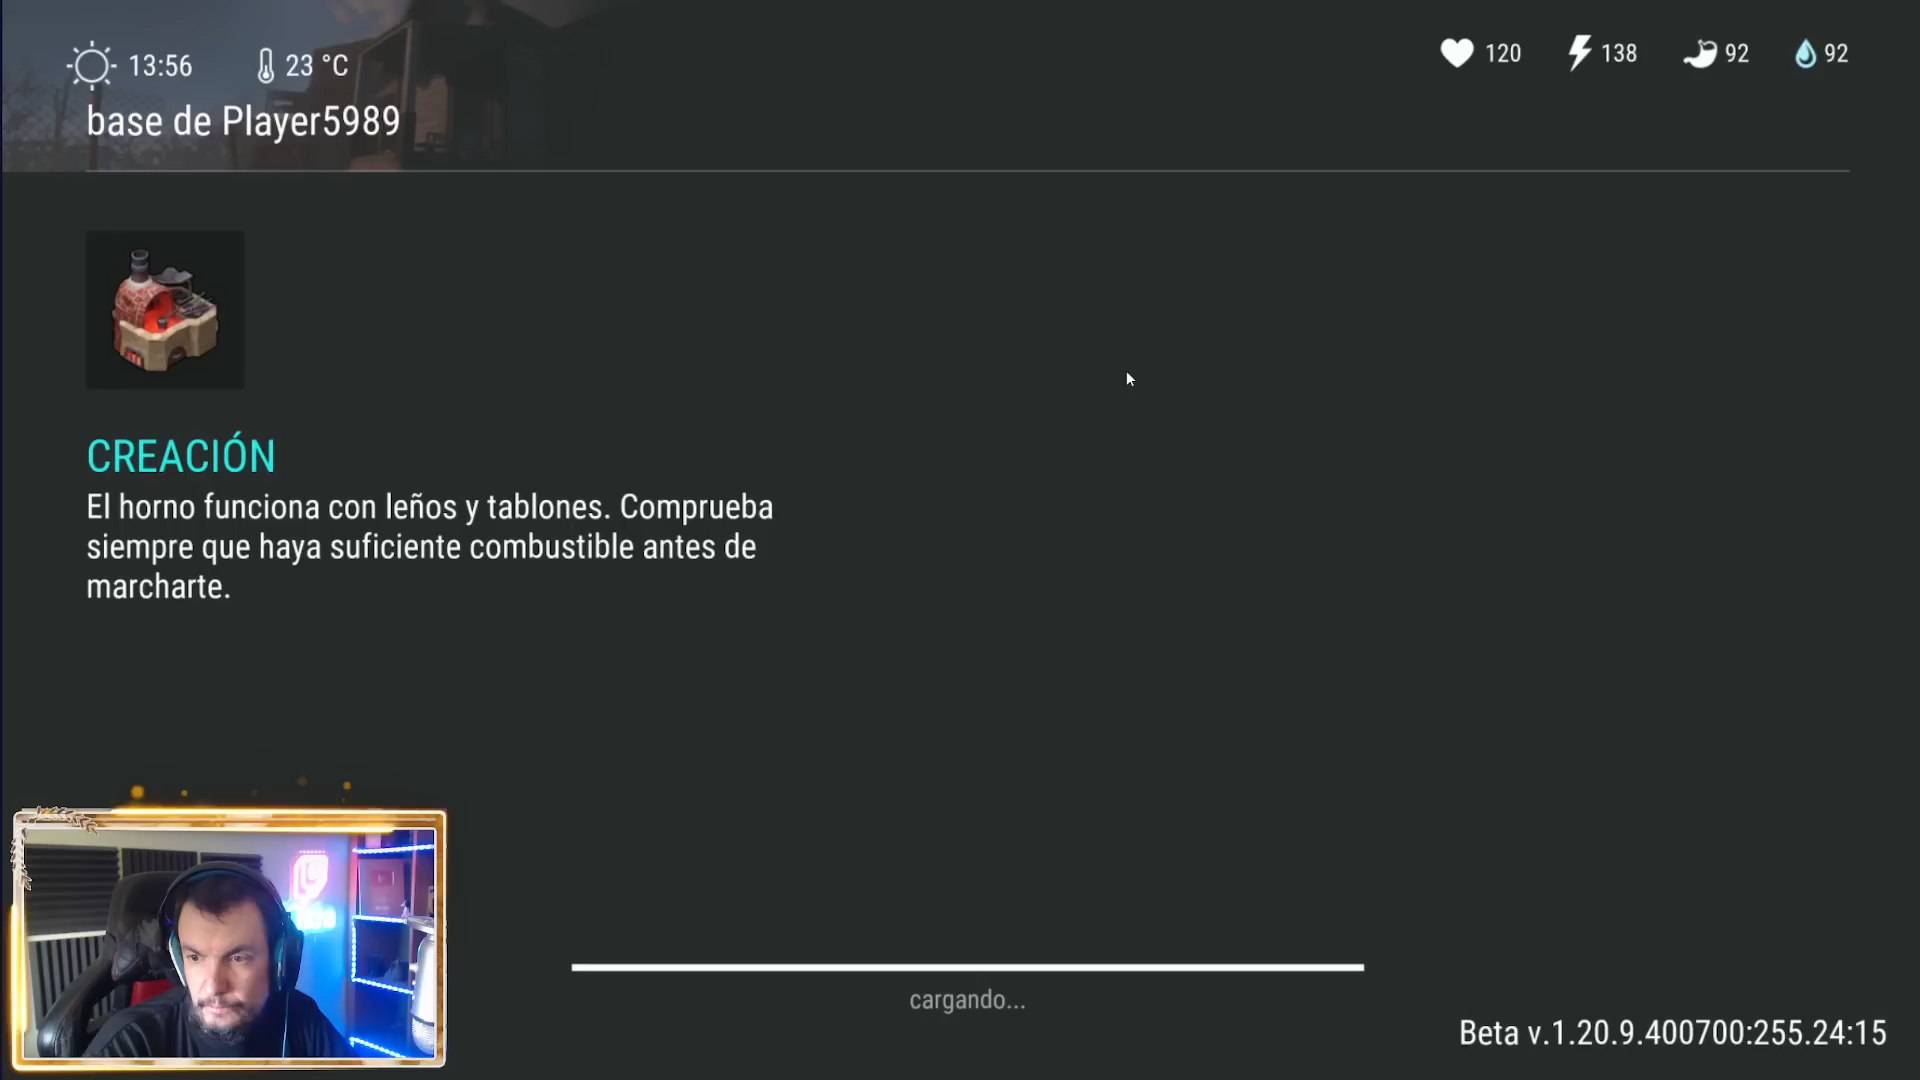 13:56
23 °C
120
138
92
92
base de Player5989
CREACIÓN
El horno funciona con leños y tablones. Comprueba
siempre que haya suficiente combustible antes de
marcharte.
cargando...
Beta v.1.20.9.400700:255.24:15